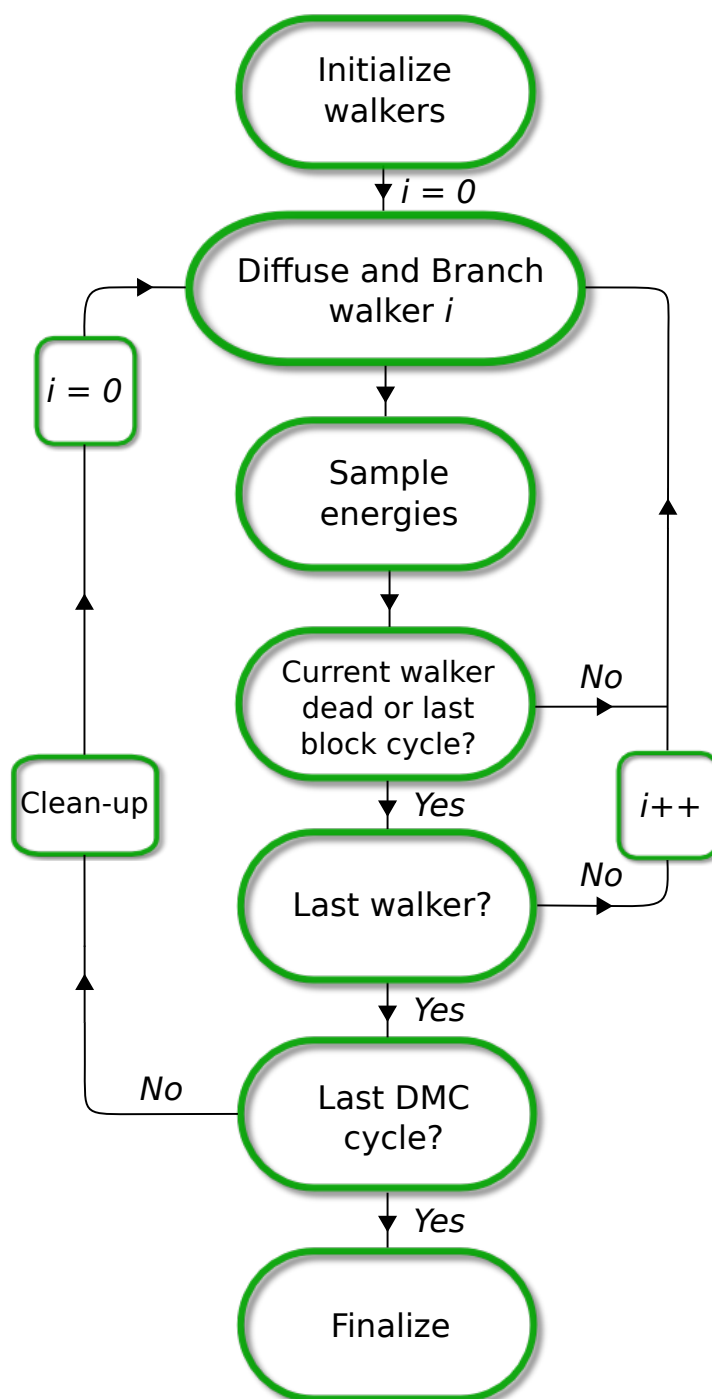 Initialize
walkers
i = 0
Diffuse and Branch
walker i
i = 0
Sample
energies
Current walker
dead or last
block cycle?
No
Yes
Clean-up
i++
Last walker?
No
Yes
No
Last DMC
cycle?
Yes
Finalize